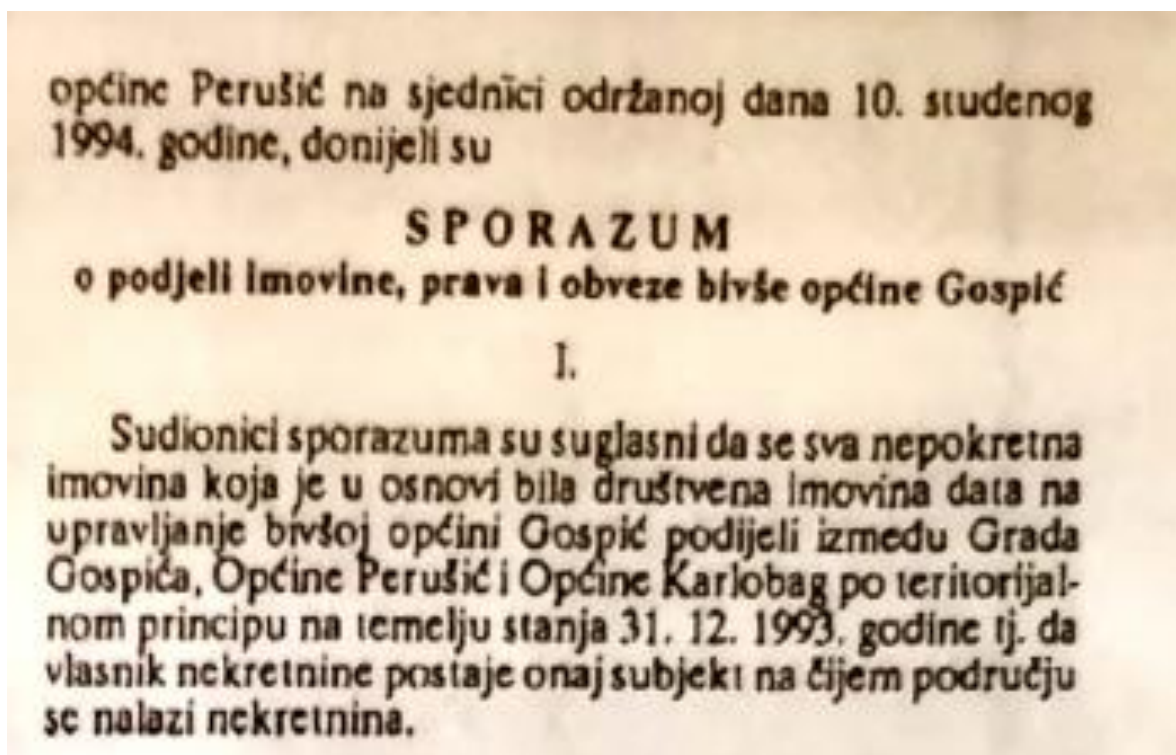 općine Perušić na sjednici održanoj dana 10. studenog
1994. godine, donijeli su
SPORAZUM
o podjeli imovine, prava i obveze bivše općine Gospić
I.
Sudionici sporazuma su suglasni da se sva nepokretna
imovina koja je u osnovi bila društvena imovina data na
upravljanje bivšoj općini Gospić podijeli između Grada
Gospića, Općine Perušić i Općine Karlobag po teritorijal-
nom principu na temelju stanja 31. 12. 1993. godine tj. da
vlasnik nekretnine postaje onaj subjekt na čijem području
se nalazi nekretnina.